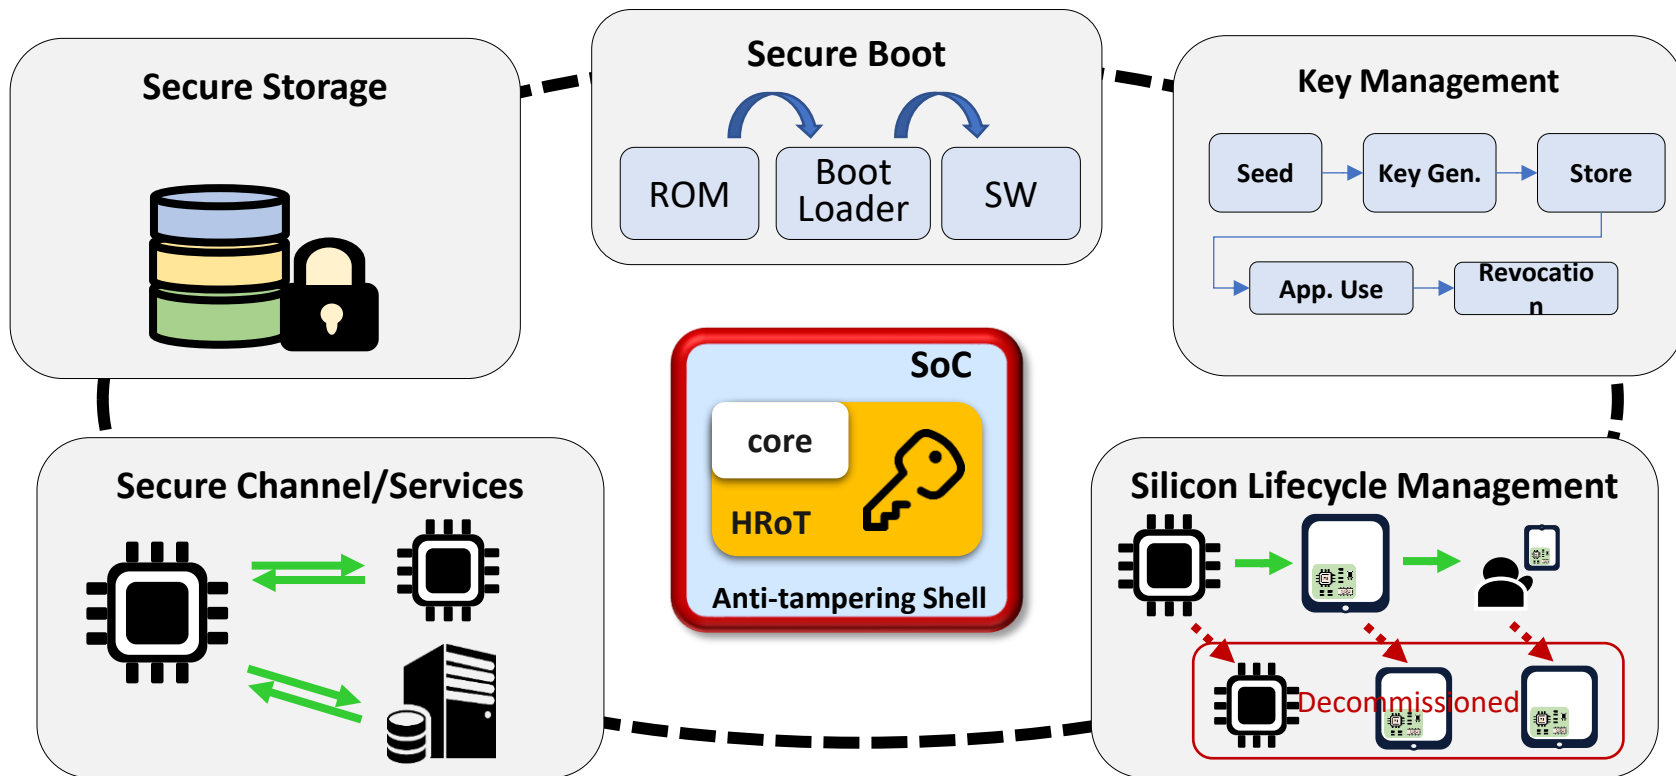 Secure Storage
Secure Boot
ROM
Boot
Loader
SW
Key Management
Seed
Key Gen.
Store
App. Use
Revocatio
n
SoC
core
HRoT
Anti-tampering Shell
Secure Channel/Services
Silicon Lifecycle Management
Decommissioned